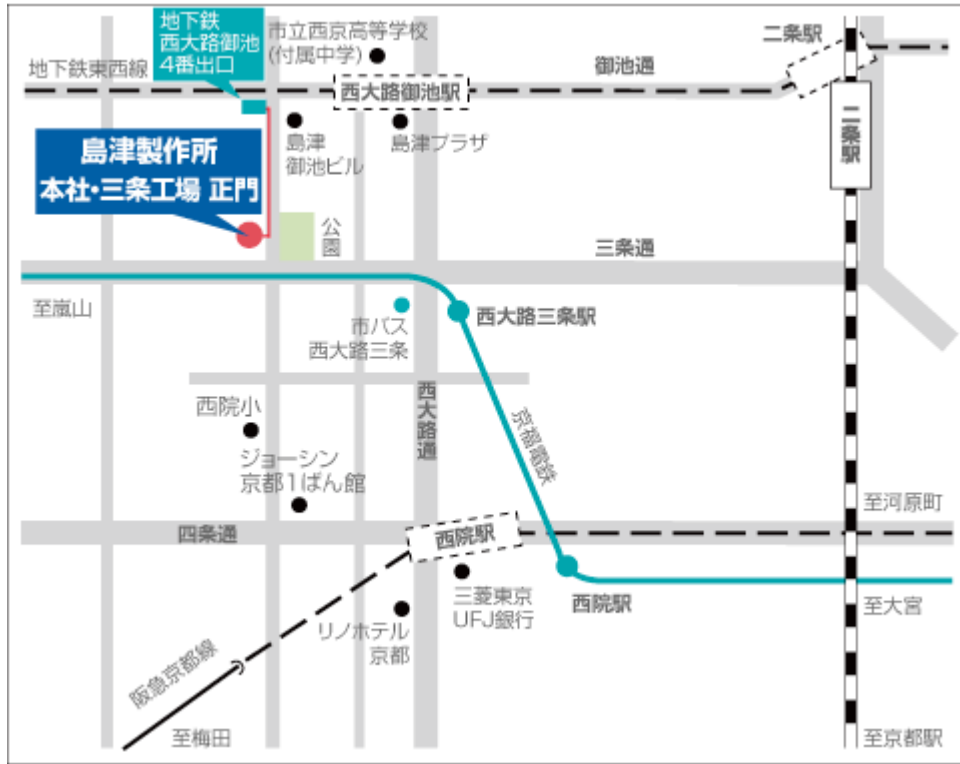 地下鉄
西大路御池
4番出口
市立西京高等学校
(付属中学)
二条駅
地下鉄東西線
御池通
西大路御池駅
二条駅
島津
御池ビル
島津プラザ
島津製作所
本社・三条工場 正門
公園
三条通
至嵐山
市バス
西大路三条
西大路三条駅
西大路通
京福電鉄
西院小
ジョーシン
京都1ばん館
至河原町
四条通
西院駅
三菱東京
UFJ銀行
西院駅
至大宮
リノホテル
京都
阪急京都線
至梅田
至京都駅